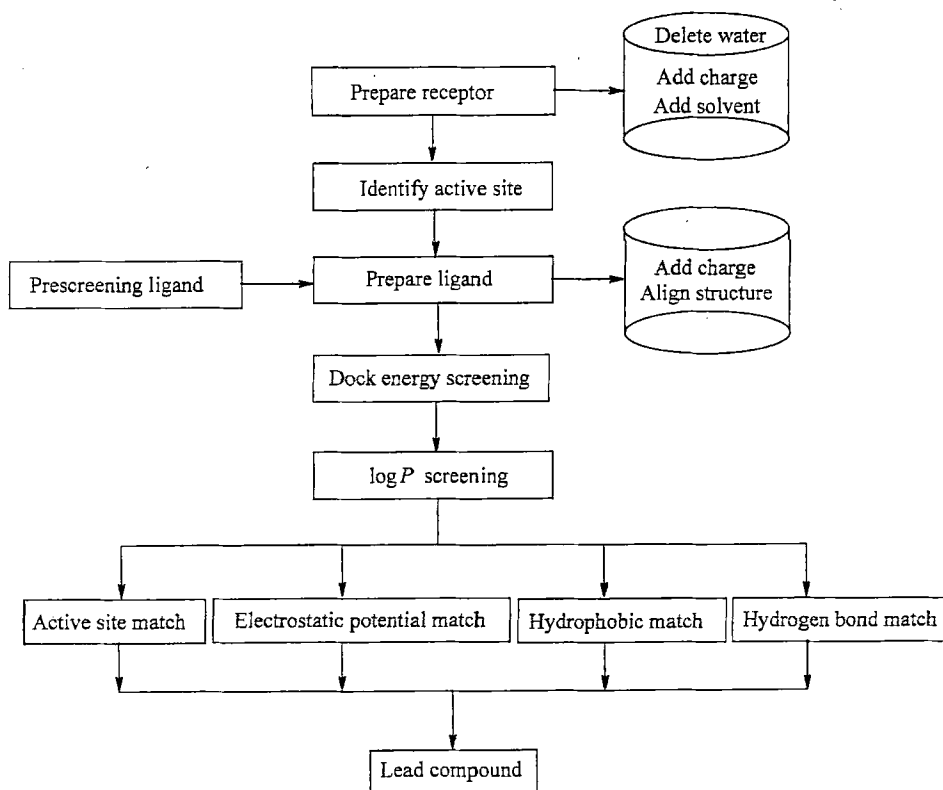 Delete water
Add charge
Add solvent
Prepare receptor
Identify active site
Prescreening ligand
Prepare ligand
Add charge
Align structure
Dock energy screening
log P screening
Active site match
Electrostatic potential match
Hydrophobic match
Hydrogen bond match
Lead compound